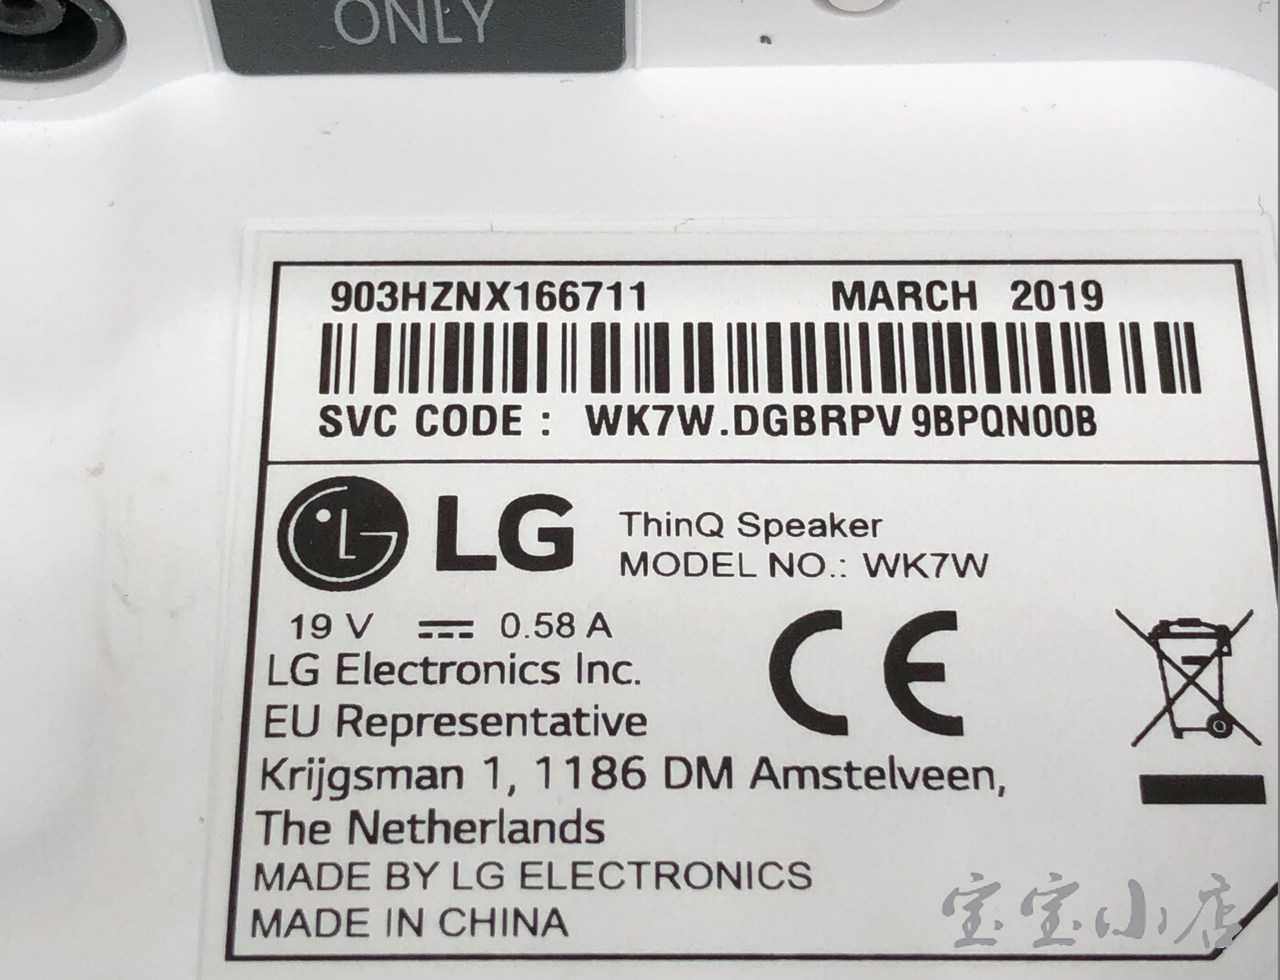 ONLY
903HZNX166711 MARCH 2019
SVC CODE : WK7W.DGBRPV 9BPQN00B
LG ThinQ Speaker
MODEL NO.: WK7W
19 V ⎓ 0.58 A
LG Electronics Inc.
EU Representative
Krijgsman 1, 1186 DM Amstelveen,
The Netherlands
MADE BY LG ELECTRONICS
MADE IN CHINA
CE
宝宝小店